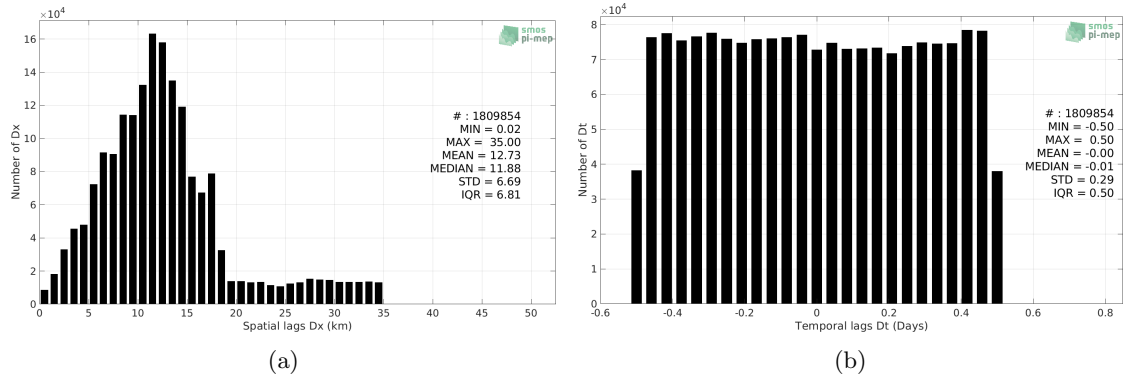 ×10⁴
smos
pi-mep
# : 1809854
MIN = 0.02
MAX = 35.00
MEAN = 12.73
MEDIAN = 11.88
STD = 6.69
IQR = 6.81
Number of Dx
16
14
12
10
8
6
4
2
0
0 5 10 15 20 25 30 35 40 45 50
Spatial lags Dx (km)
(a)
×10⁴
smos
pi-mep
# : 1809854
MIN = -0.50
MAX = 0.50
MEAN = -0.00
MEDIAN = -0.01
STD = 0.29
IQR = 0.50
Number of Dt
8
7
6
5
4
3
2
1
0
-0.6 -0.4 -0.2 0 0.2 0.4 0.6 0.8
Temporal lags Dt (Days)
(b)